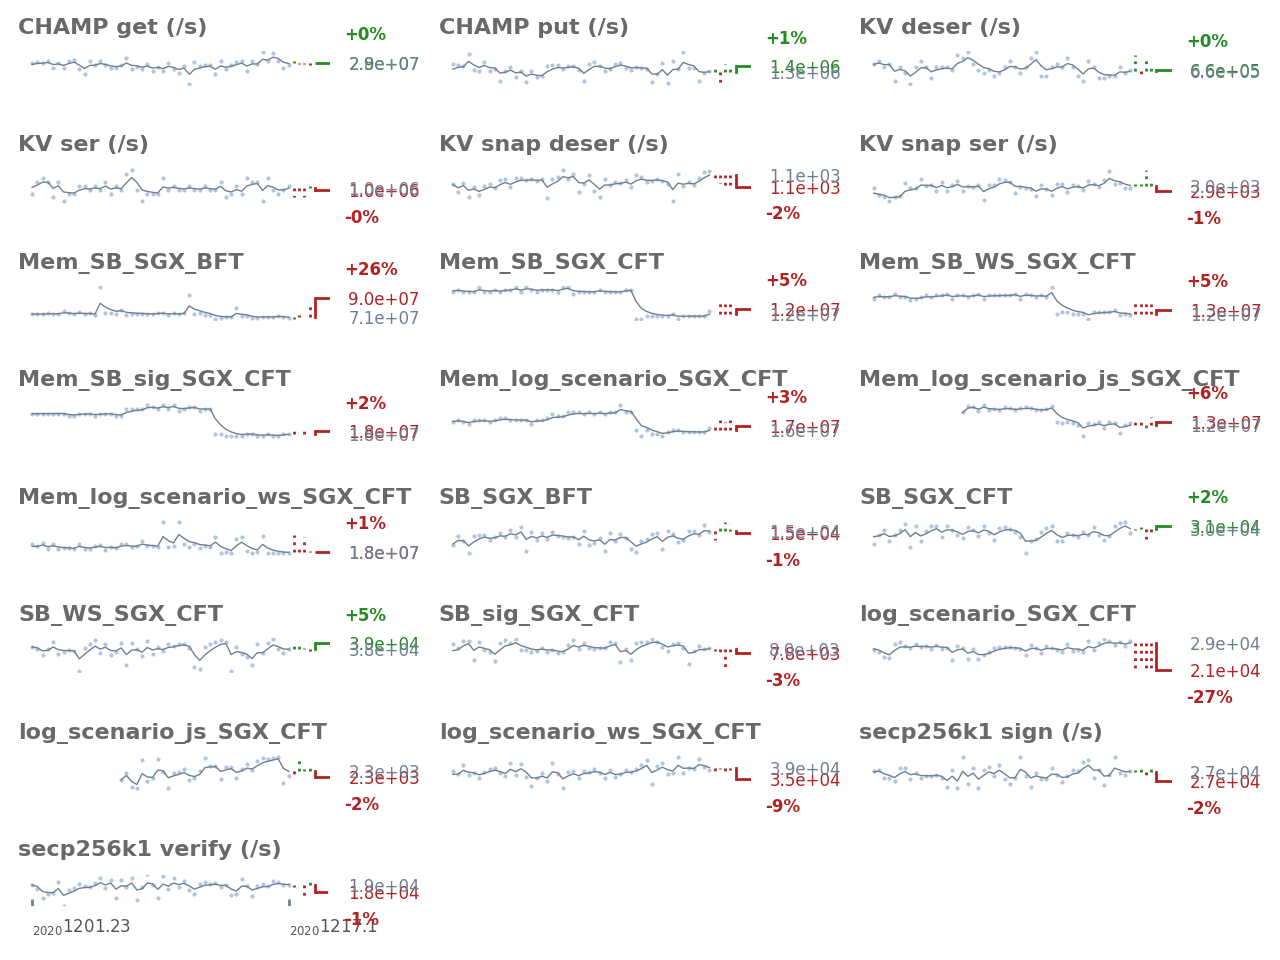 CHAMP get (/s)
+0%
2.9e+07
CHAMP put (/s)
+1%
1.4e+06
1.3e+06
KV deser (/s)
+0%
6.6e+05
KV ser (/s)
1.0e+06
1.0e+06
-0%
KV snap deser (/s)
1.1e+03
1.1e+03
-2%
KV snap ser (/s)
3.0e+03
2.9e+03
-1%
Mem_SB_SGX_BFT
+26%
9.0e+07
7.1e+07
Mem_SB_SGX_CFT
+5%
1.2e+07
1.2e+07
Mem_SB_WS_SGX_CFT
+5%
1.3e+07
1.2e+07
Mem_SB_sig_SGX_CFT
+2%
1.8e+07
Mem_log_scenario_SGX_CFT
+3%
1.7e+07
1.6e+07
Mem_log_scenario_js_SGX_CFT
+6%
1.3e+07
1.2e+07
Mem_log_scenario_ws_SGX_CFT
+1%
1.8e+07
SB_SGX_BFT
1.5e+04
1.5e+04
-1%
SB_SGX_CFT
+2%
3.1e+04
3.0e+04
SB_WS_SGX_CFT
+5%
3.9e+04
3.8e+04
SB_sig_SGX_CFT
8.0e+03
7.8e+03
-3%
log_scenario_SGX_CFT
2.9e+04
2.1e+04
-27%
log_scenario_js_SGX_CFT
2.3e+03
2.3e+03
-2%
log_scenario_ws_SGX_CFT
3.9e+04
3.5e+04
-9%
secp256k1 sign (/s)
2.7e+04
2.7e+04
-2%
secp256k1 verify (/s)
1.9e+04
1.8e+04
-1%
2020 1201.23
2020 1217.1